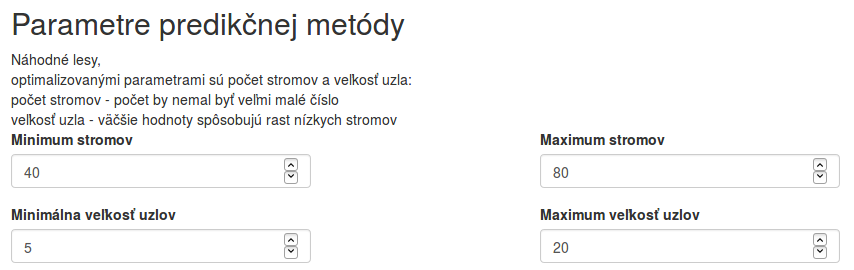 Parametre predikčnej metódy
Náhodné lesy,
optimalizovanými parametrami sú počet stromov a veľkosť uzla:
počet stromov - počet by nemal byť veľmi malé číslo
veľkosť uzla - väčšie hodnoty spôsobujú rast nízkych stromov
Minimum stromov
Maximum stromov
40
80
Minimálna veľkosť uzlov
Maximum veľkosť uzlov
5
20